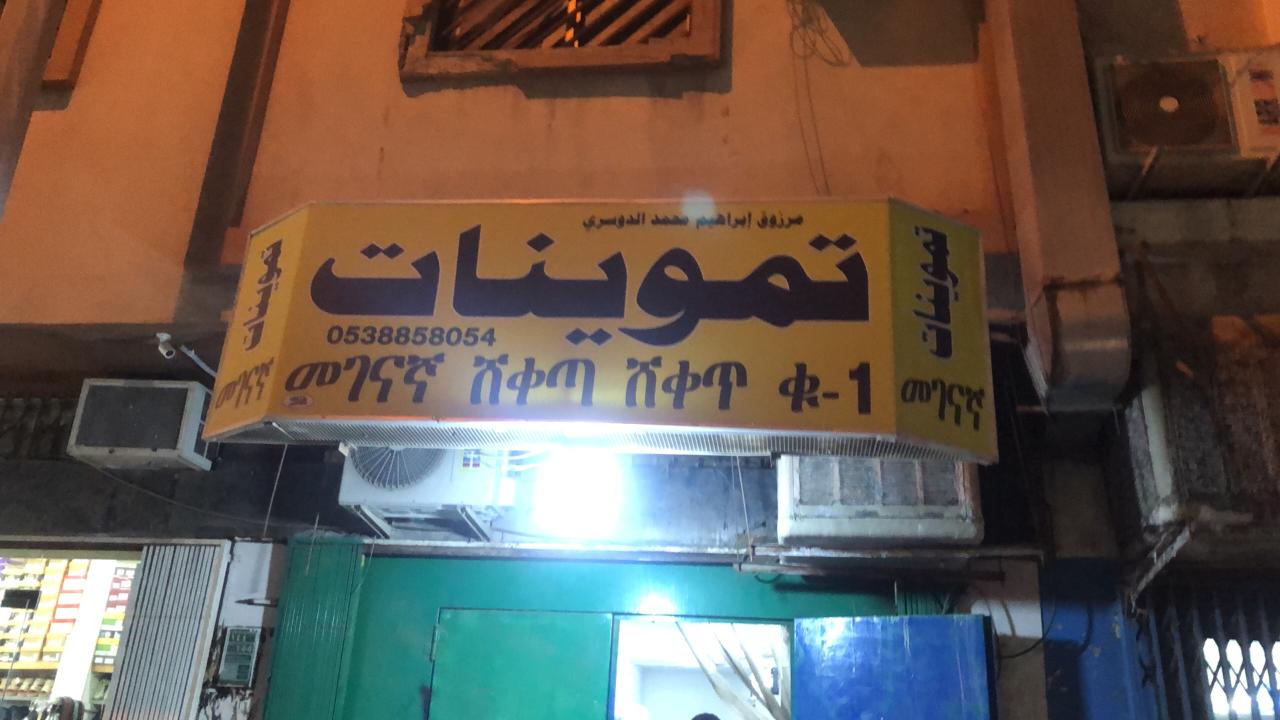 مرزوق إبراهيم محمد الدوسري
تموينات
0538858054
መገናኛ ሸቀጣ ሸቀጥ ቁ-1
تموينات
መገናኛ
تموينات
መገናኛ